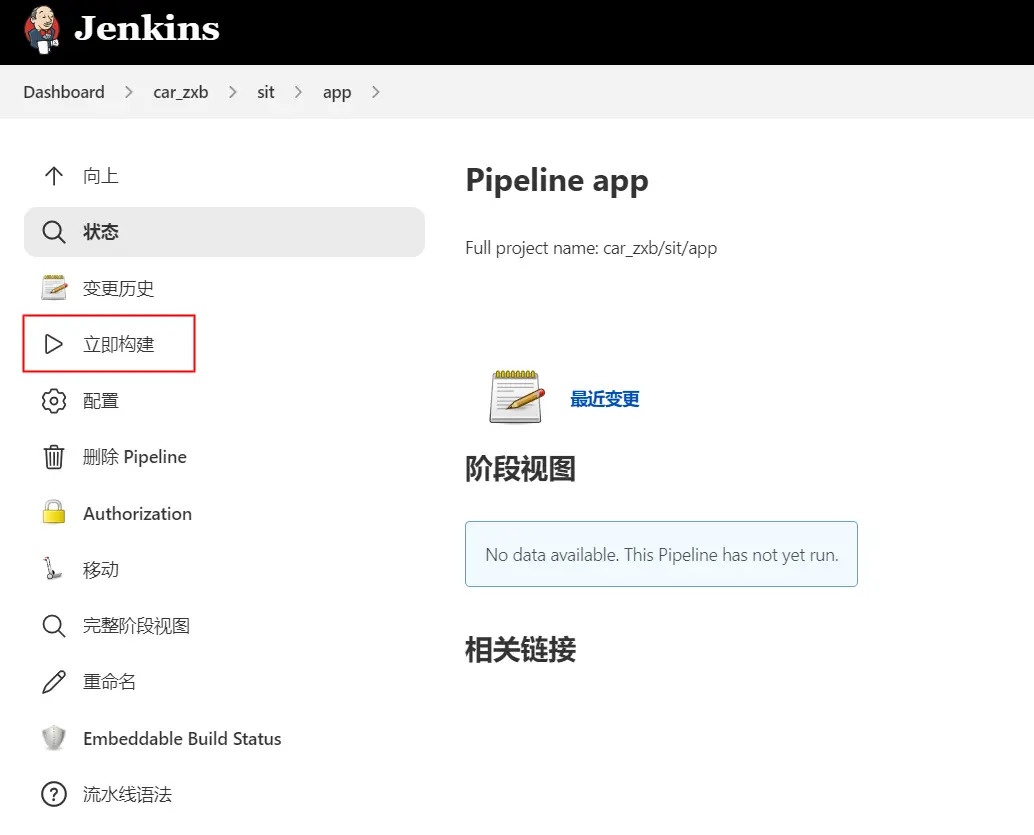 Jenkins
Dashboard
car_zxb
sit
app
向上
状态
变更历史
立即构建
配置
删除 Pipeline
Authorization
移动
完整阶段视图
重命名
Embeddable Build Status
流水线语法
Pipeline app
Full project name: car_zxb/sit/app
最近变更
阶段视图
No data available. This Pipeline has not yet run.
相关链接